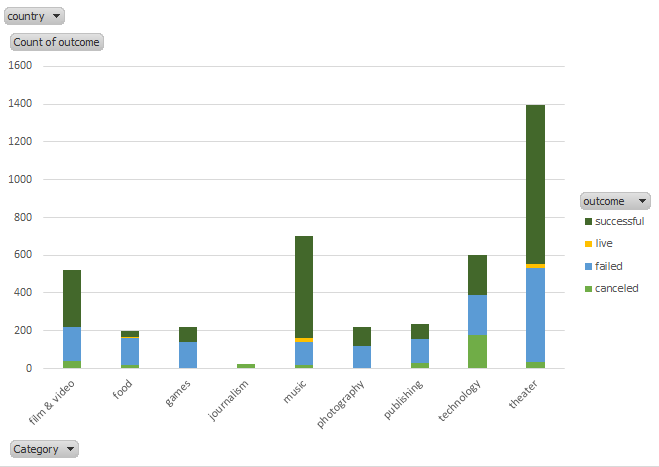 country
Count of outcome
1600
1400
1200
1000
800
600
400
200
0
film & video
food
games
journalism
music
photography
publishing
technology
theater
outcome
successful
live
failed
canceled
Category